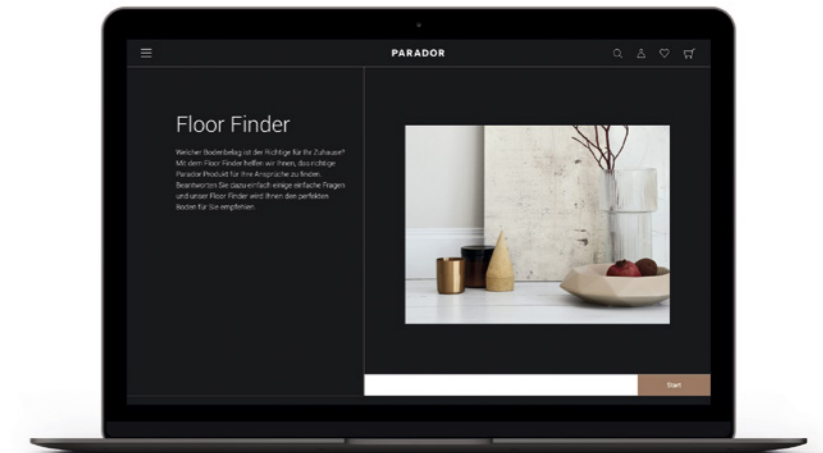 PARADOR
Floor Finder
Welcher Bodenbelag ist der Richtige für Ihr Zuhause?
Mit dem Floor Finder helfen wir Ihnen, das richtige
Parador Produkt für Ihre Ansprüche zu finden.
Beantworten Sie dazu einfach einige einfache Fragen
und unser Floor Finder wird Ihnen den perfekten
Boden für Sie empfehlen.
Start